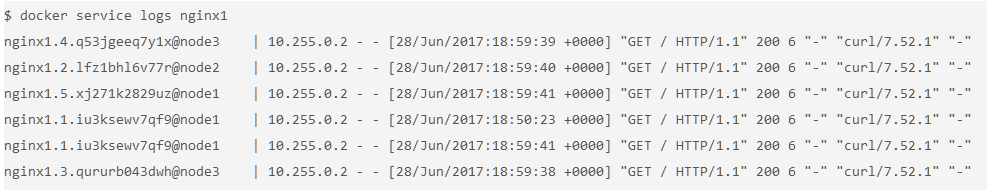 $ docker service logs nginx1
nginx1.4.q53jgeeq7y1x@node3    | 10.255.0.2 - - [28/Jun/2017:18:59:39 +0000] "GET / HTTP/1.1" 200 6 "-" "curl/7.52.1" "-"
nginx1.2.lfz1bhl6v77r@node2    | 10.255.0.2 - - [28/Jun/2017:18:59:40 +0000] "GET / HTTP/1.1" 200 6 "-" "curl/7.52.1" "-"
nginx1.5.xj271k2829uz@node1    | 10.255.0.2 - - [28/Jun/2017:18:59:41 +0000] "GET / HTTP/1.1" 200 6 "-" "curl/7.52.1" "-"
nginx1.1.iu3ksewv7qf9@node1    | 10.255.0.2 - - [28/Jun/2017:18:50:23 +0000] "GET / HTTP/1.1" 200 6 "-" "curl/7.52.1" "-"
nginx1.1.iu3ksewv7qf9@node1    | 10.255.0.2 - - [28/Jun/2017:18:59:41 +0000] "GET / HTTP/1.1" 200 6 "-" "curl/7.52.1" "-"
nginx1.3.qururb043dwh@node3    | 10.255.0.2 - - [28/Jun/2017:18:59:38 +0000] "GET / HTTP/1.1" 200 6 "-" "curl/7.52.1" "-"